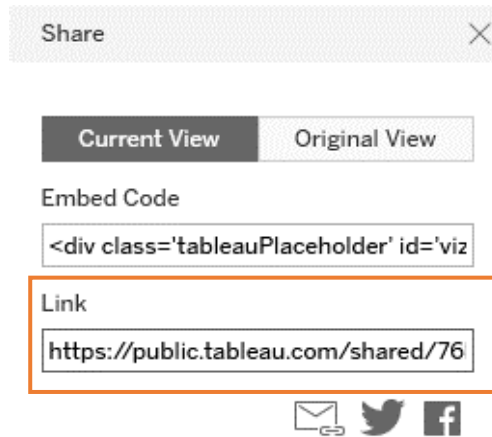 Share
Current View Original View
Embed Code
<div class='tableauPlaceholder' id='viz
Link
https://public.tableau.com/shared/76